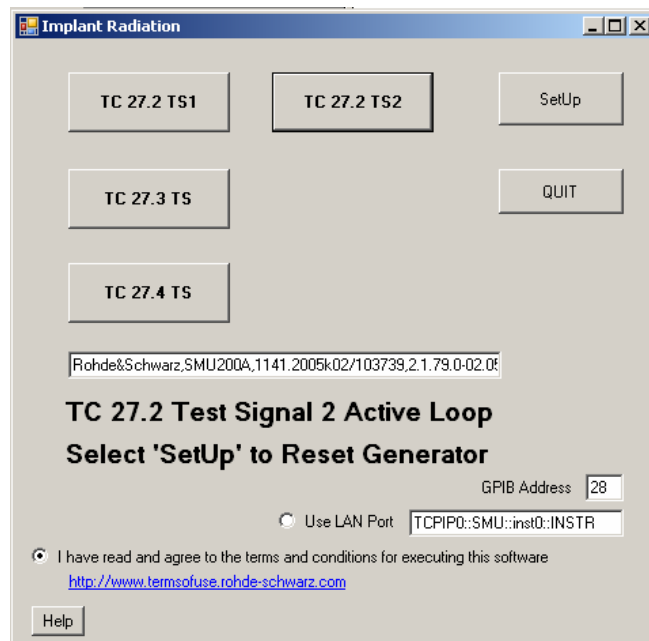 Implant Radiation
TC 27.2 TS1
TC 27.2 TS2
SetUp
TC 27.3 TS
QUIT
TC 27.4 TS
Rohde&Schwarz,SMU200A,1141.2005k02/103739,2.1.79.0-02.05
TC 27.2 Test Signal 2 Active Loop
Select 'SetUp' to Reset Generator
GPIB Address 28
Use LAN Port TCPIP0::SMU::inst0::INSTR
I have read and agree to the terms and conditions for executing this software
http://www.termsofuse.rohde-schwarz.com
Help